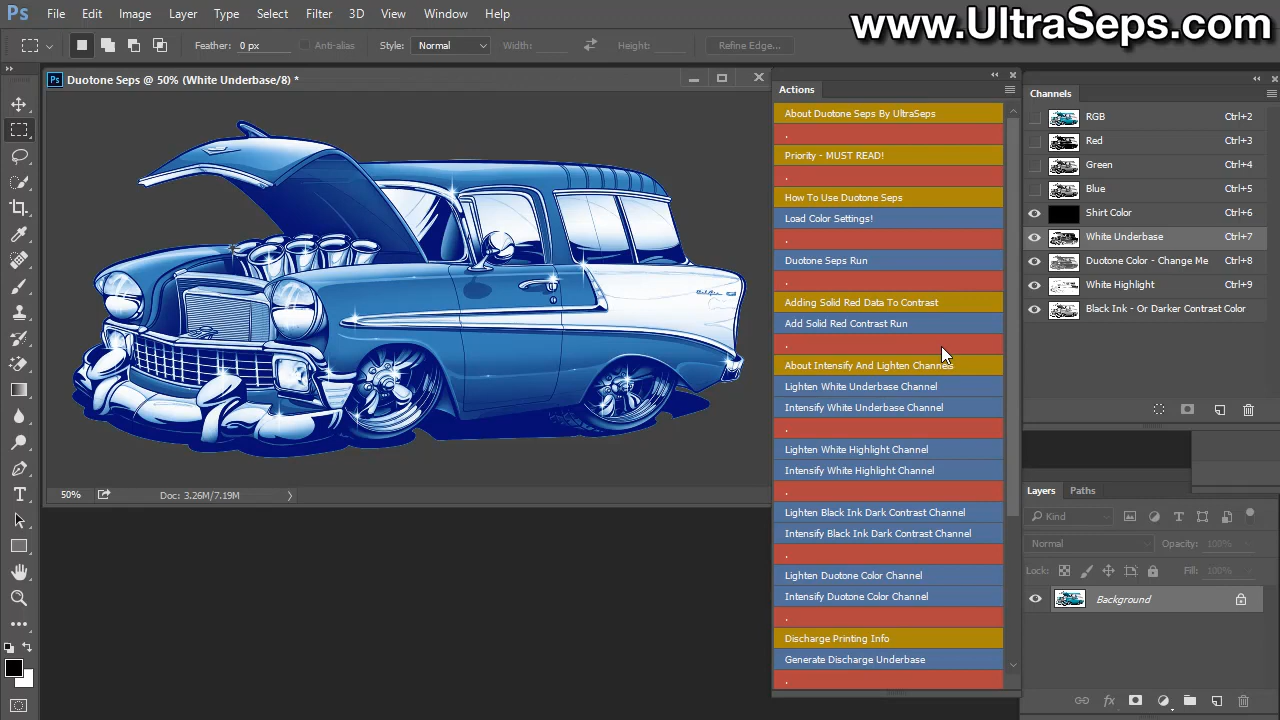 Ps File Edit Image Layer Type Select Filter 3D View Window Help
www.UltraSeps.com
Feather: 0 px Anti-alias Style: Normal Width: Height: Refine Edge...
Duotone Seps @ 50% (White Underbase/8) *
Actions
About Duotone Seps By UltraSeps
.
Priority - MUST READ!
.
How To Use Duotone Seps
Load Color Settings!
.
Duotone Seps Run
.
Adding Solid Red Data To Contrast
Add Solid Red Contrast Run
.
About Intensify And Lighten Channels
Lighten White Underbase Channel
Intensify White Underbase Channel
.
Lighten White Highlight Channel
Intensify White Highlight Channel
.
Lighten Black Ink Dark Contrast Channel
Intensify Black Ink Dark Contrast Channel
.
Lighten Duotone Color Channel
Intensify Duotone Color Channel
.
Discharge Printing Info
Generate Discharge Underbase
.
Channels
RGB Ctrl+2
Red Ctrl+3
Green Ctrl+4
Blue Ctrl+5
Shirt Color Ctrl+6
White Underbase Ctrl+7
Duotone Color - Change Me Ctrl+8
White Highlight Ctrl+9
Black Ink - Or Darker Contrast Color
Layers Paths
Kind
Normal Opacity: 100%
Lock: Fill: 100%
Background
50% Doc: 3.26M/7.19M